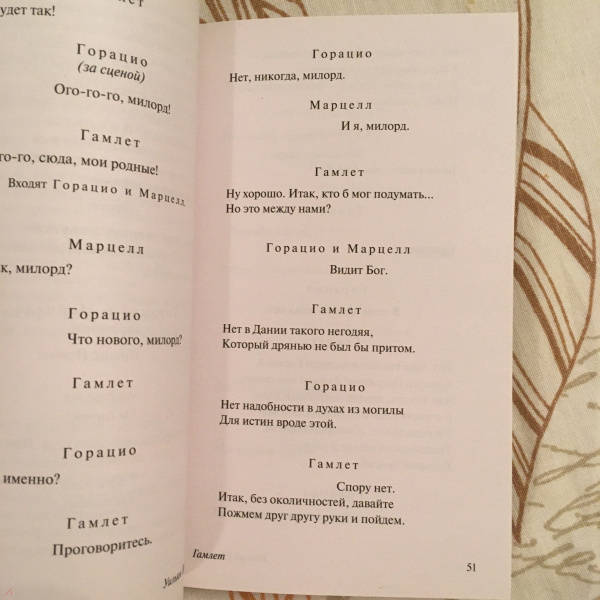 Гамлет
будет так!
Горацио
(за сценой)
Ого-го-го, милорд!
Гамлет
сюда, мои родные!
Входят Горацио и Марцелл.
Марцелл
милорд?
Горацио
Что нового, милорд?
Гамлет
Горацио
именно?
Гамлет
Проговоритесь.
Горацио
Нет, никогда, милорд.
Марцелл
И я, милорд.
Гамлет
Ну хорошо. Итак, кто б мог подумать...
Но это между нами?
Горацио и Марцелл
Видит Бог.
Гамлет
Нет в Дании такого негодяя,
Который дрянью не был бы притом.
Горацио
Нет надобности в духах из могилы
Для истин вроде этой.
Гамлет
Спору нет.
Итак, без околичностей, давайте
Пожмем друг другу руки и пойдем.
Гамлет
51